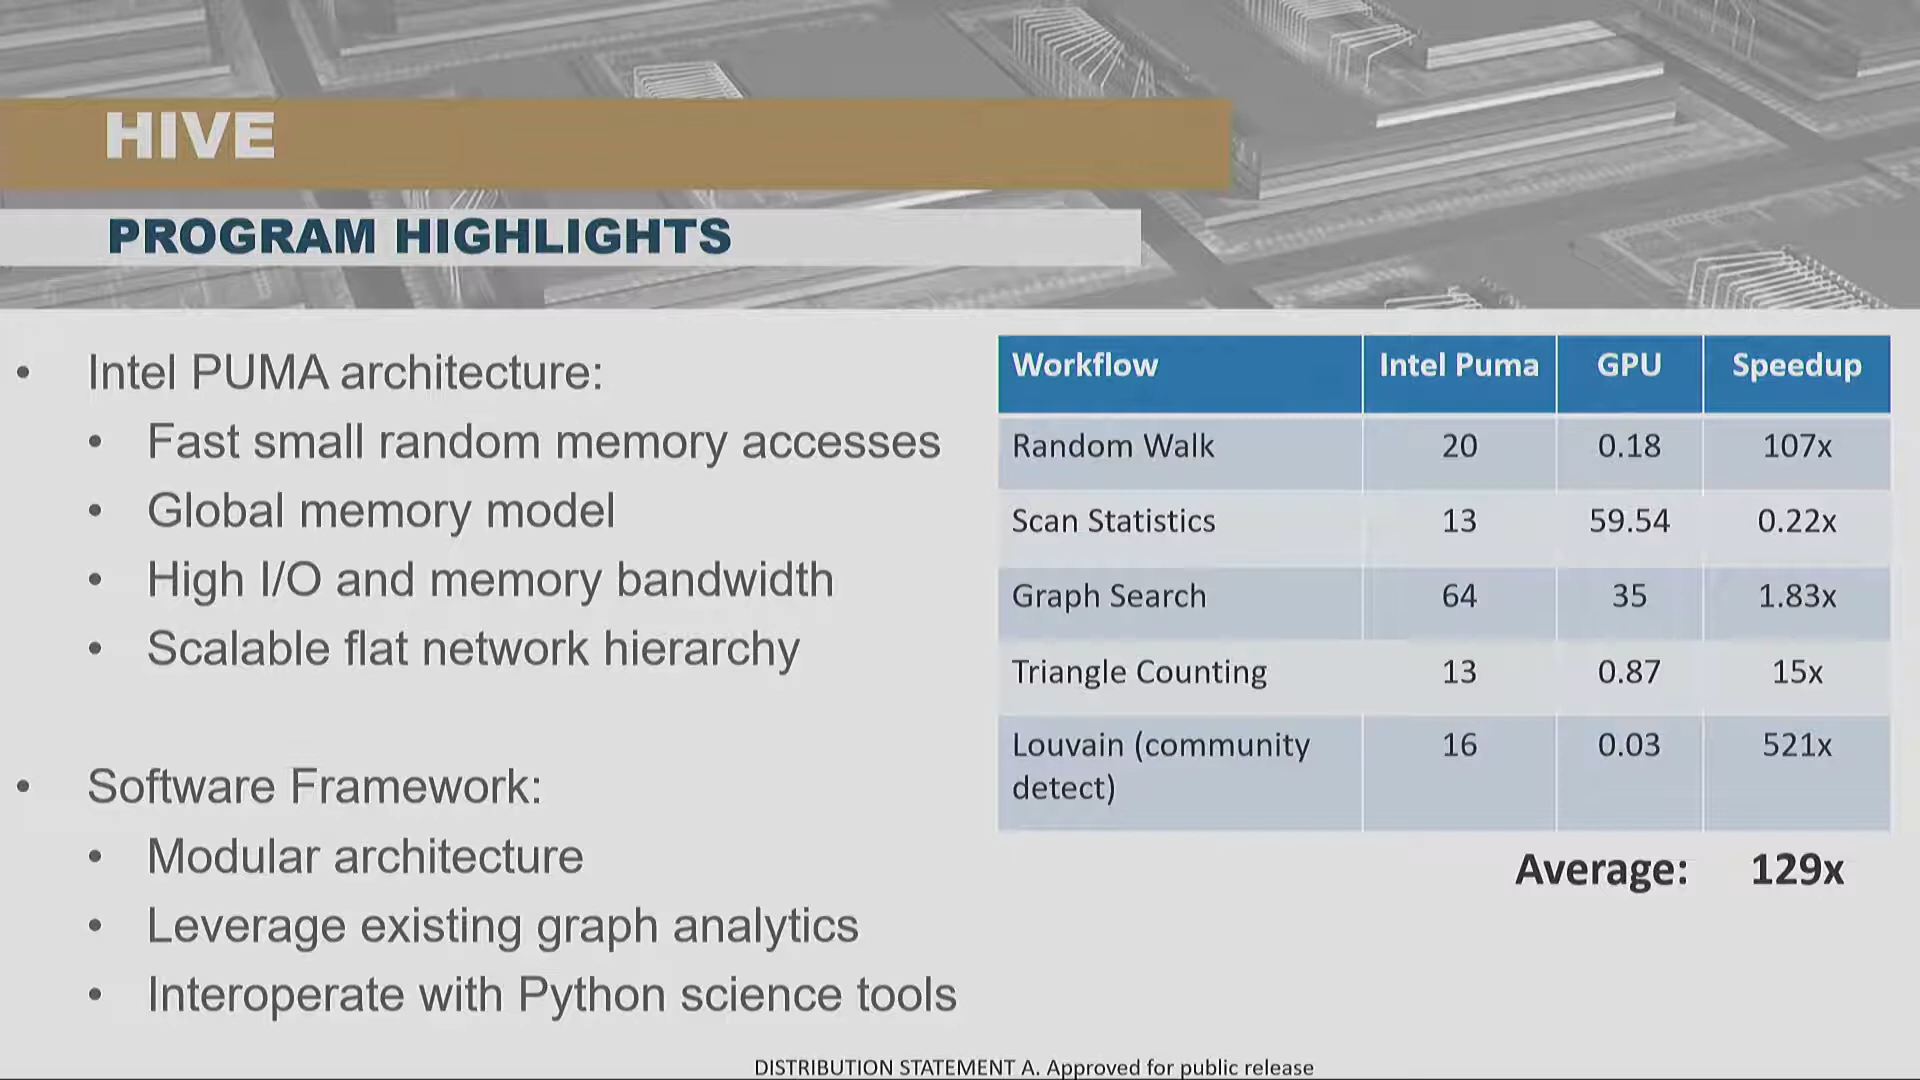 HIVE
PROGRAM HIGHLIGHTS
• Intel PUMA architecture:
• Fast small random memory accesses
• Global memory model
• High I/O and memory bandwidth
• Scalable flat network hierarchy
• Software Framework:
• Modular architecture
• Leverage existing graph analytics
• Interoperate with Python science tools
Workflow Intel Puma GPU Speedup
Random Walk 20 0.18 107x
Scan Statistics 13 59.54 0.22x
Graph Search 64 35 1.83x
Triangle Counting 13 0.87 15x
Louvain (community 16 0.03 521x
detect)
Average: 129x
DISTRIBUTION STATEMENT A. Approved for public release